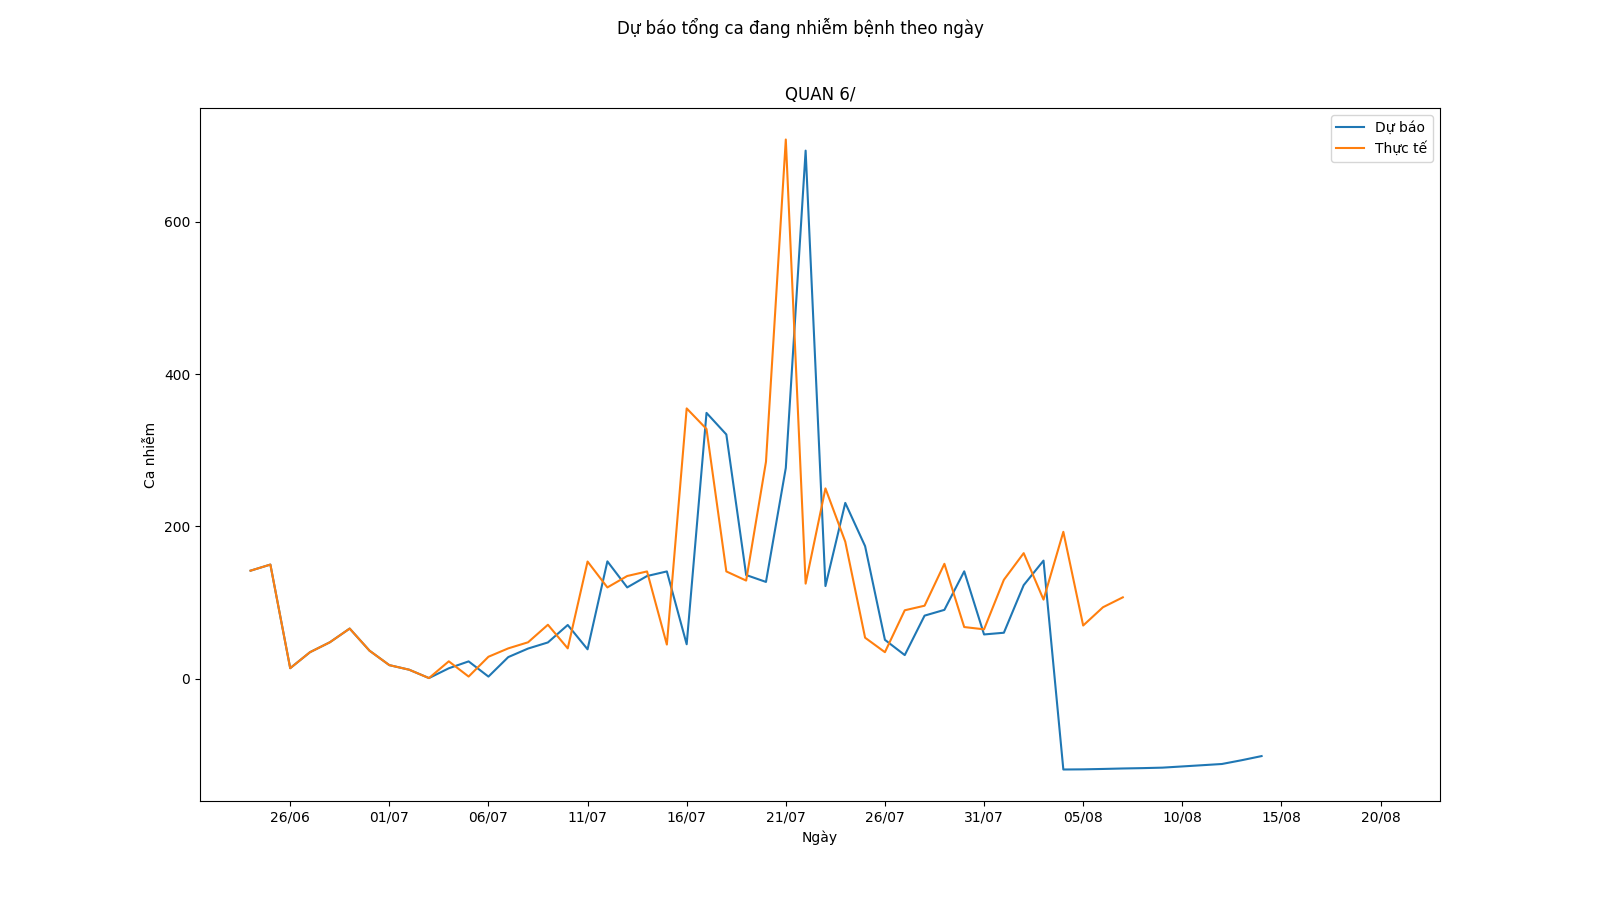 Dự báo tổng ca đang nhiễm bệnh theo ngày
QUAN 6/
Dự báo
Thực tế
600
400
200
0
Ca nhiễm
26/06 01/07 06/07 11/07 16/07 21/07 26/07 31/07 05/08 10/08 15/08 20/08
Ngày